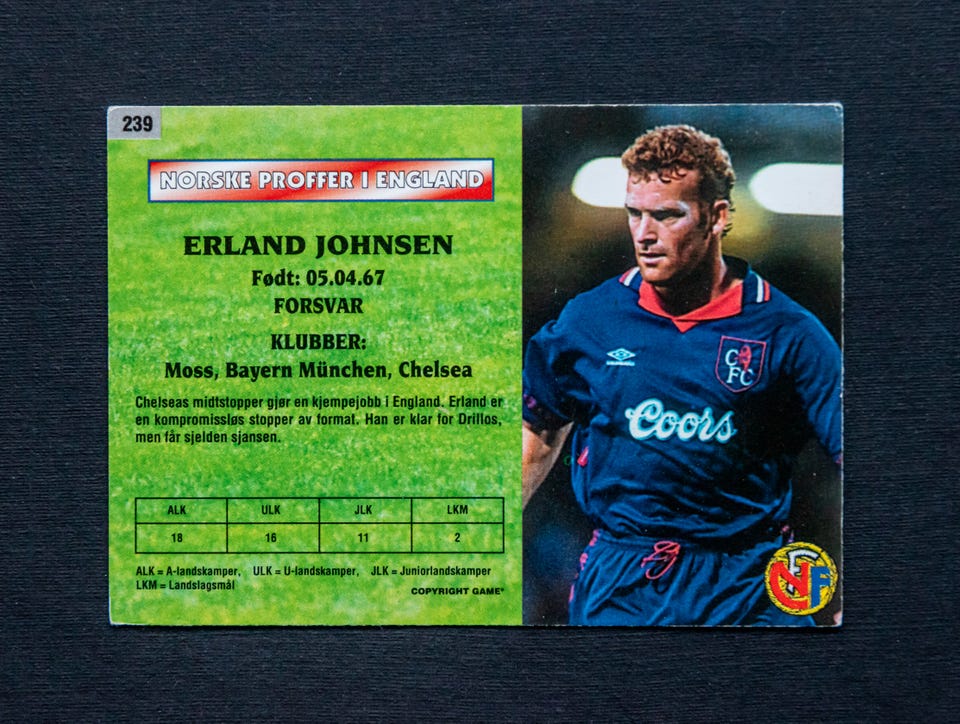 239
NORSKE PROFFER I ENGLAND
ERLAND JOHNSEN
Født: 05.04.67
FORSVAR
KLUBBER:
Moss, Bayern München, Chelsea
Chelseas midtstopper gjør en kjempejobb i England. Erland er
en kompromissløs stopper av format. Han er klar for Drillos,
men får sjelden sjansen.
ALK ULK JLK LKM
18 16 11 2
ALK = A-landskamper, ULK = U-landskamper, JLK = Juniorlandskamper
LKM = Landslagsmål
COPYRIGHT GAME®
umbro
CFC
Coors
NFF